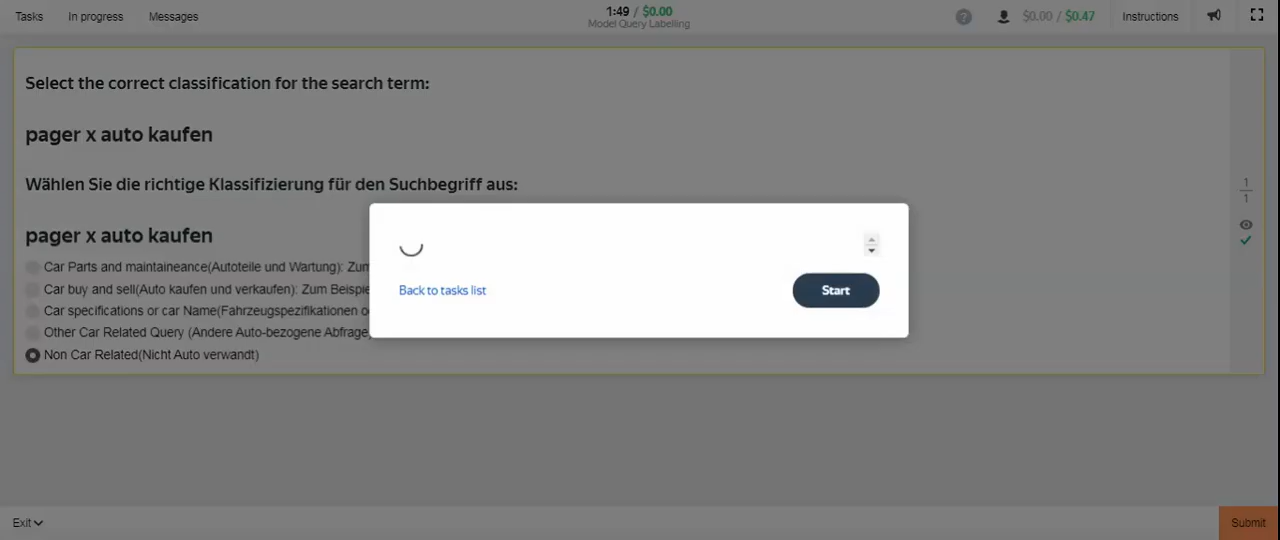 Tasks In progress Messages 1:49 / $0.00 ? $0.00 / $0.47 Instructions
Model Query Labelling
Select the correct classification for the search term:
pager x auto kaufen
Wählen Sie die richtige Klassifizierung für den Suchbegriff aus:
pager x auto kaufen
1
1
Car Parts and maintaineance(Autoteile und Wartung): Zum
Car buy and sell(Auto kaufen und verkaufen): Zum Beispie
Car specifications or car Name(Fahrzeugspezifikationen o
Other Car Related Query (Andere Auto-bezogene Abfrage)
Non Car Related(Nicht Auto verwandt)
Back to tasks list Start
Exit Submit